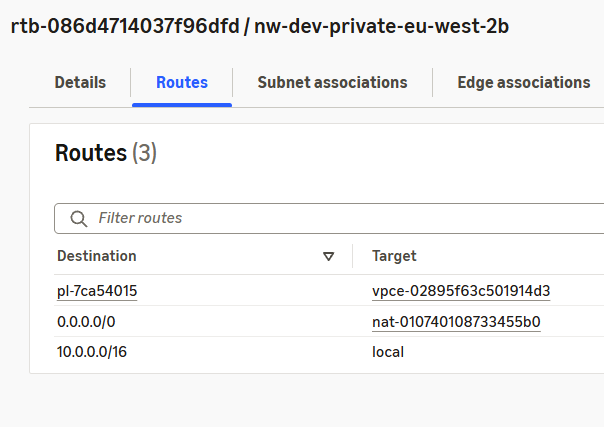 rtb-086d4714037f96dfd / nw-dev-private-eu-west-2b
Details Routes Subnet associations Edge associations
Routes (3)
Filter routes
Destination Target
pl-7ca54015 vpce-02895f63c501914d3
0.0.0.0/0 nat-010740108733455b0
10.0.0.0/16 local